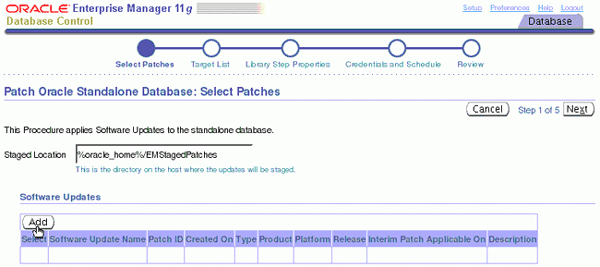 ORACLE Enterprise Manager 11g
Database Control
Setup Preferences Help Logout
Database
Select Patches Target List Library Step Properties Credentials and Schedule Review
Patch Oracle Standalone Database: Select Patches
Cancel Step 1 of 5 Next
This Procedure applies Software Updates to the standalone database.
Staged Location %oracle_home%/EMStagedPatches
This is the directory on the host where the updates will be staged.
Software Updates
Add
Select Software Update Name Patch ID Created On Type Product Platform Release Interim Patch Applicable On Description